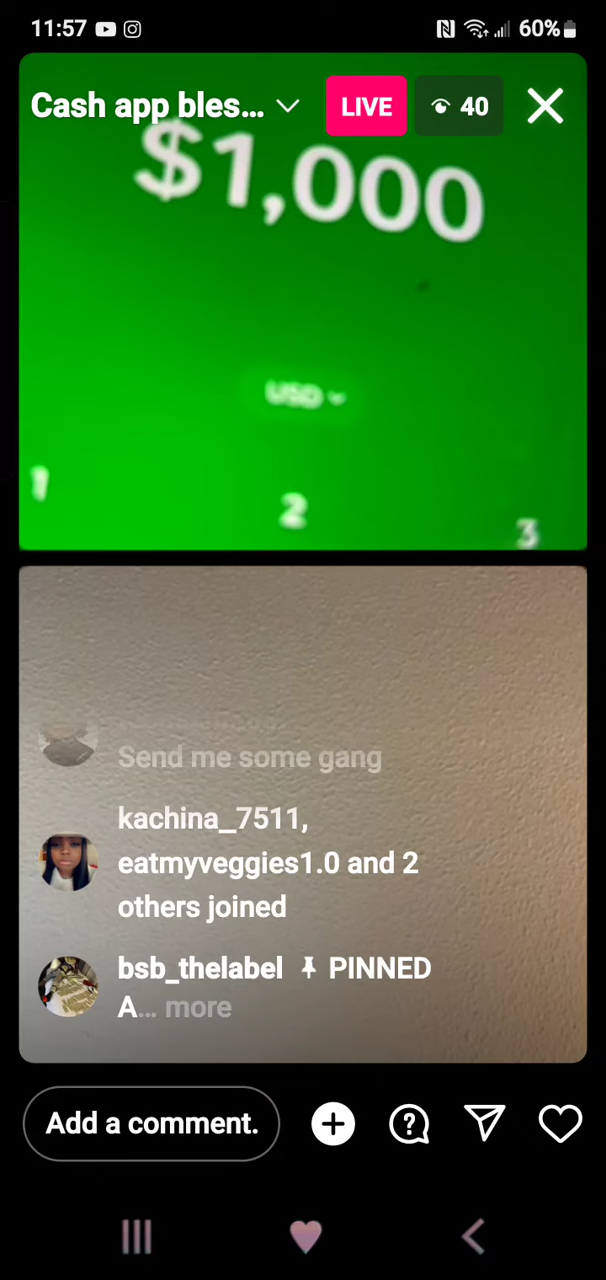 11:57 60%
Cash app bles... LIVE 40
$1,000
USD
1
2
3
Send me some gang
kachina_7511,
eatmyveggies1.0 and 2
others joined
bsb_thelabel PINNED
A... more
Add a comment.